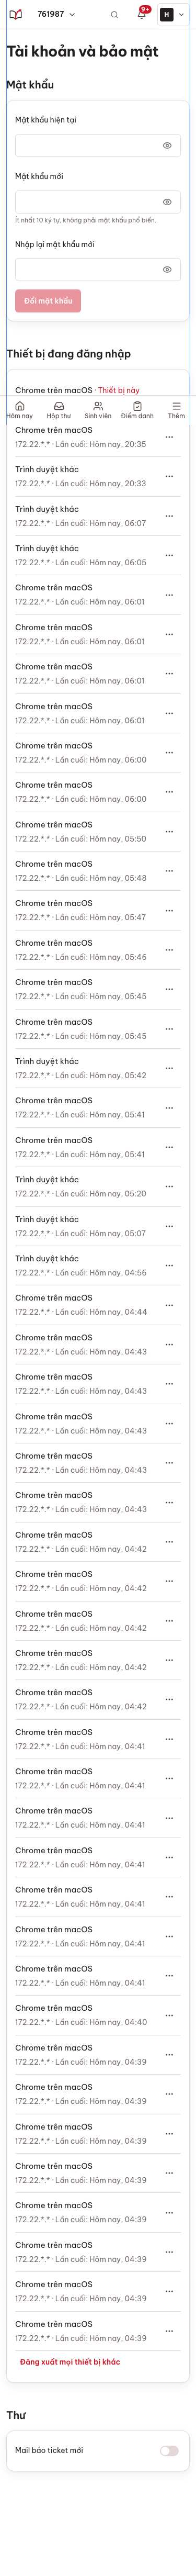 761987
9+
H
Tài khoản và bảo mật
Mật khẩu
Mật khẩu hiện tại
Mật khẩu mới
Ít nhất 10 ký tự, không phải mật khẩu phổ biến.
Nhập lại mật khẩu mới
Đổi mật khẩu
Thiết bị đang đăng nhập
Chrome trên macOS · Thiết bị này
Hôm nay
Hộp thư
Sinh viên
Điểm danh
Thêm
Chrome trên macOS
172.22.*.* · Lần cuối: Hôm nay, 20:35
Trình duyệt khác
172.22.*.* · Lần cuối: Hôm nay, 20:33
Trình duyệt khác
172.22.*.* · Lần cuối: Hôm nay, 06:07
Trình duyệt khác
172.22.*.* · Lần cuối: Hôm nay, 06:05
Chrome trên macOS
172.22.*.* · Lần cuối: Hôm nay, 06:01
Chrome trên macOS
172.22.*.* · Lần cuối: Hôm nay, 06:01
Chrome trên macOS
172.22.*.* · Lần cuối: Hôm nay, 06:01
Chrome trên macOS
172.22.*.* · Lần cuối: Hôm nay, 06:01
Chrome trên macOS
172.22.*.* · Lần cuối: Hôm nay, 06:00
Chrome trên macOS
172.22.*.* · Lần cuối: Hôm nay, 06:00
Chrome trên macOS
172.22.*.* · Lần cuối: Hôm nay, 05:50
Chrome trên macOS
172.22.*.* · Lần cuối: Hôm nay, 05:48
Chrome trên macOS
172.22.*.* · Lần cuối: Hôm nay, 05:47
Chrome trên macOS
172.22.*.* · Lần cuối: Hôm nay, 05:46
Chrome trên macOS
172.22.*.* · Lần cuối: Hôm nay, 05:45
Chrome trên macOS
172.22.*.* · Lần cuối: Hôm nay, 05:45
Trình duyệt khác
172.22.*.* · Lần cuối: Hôm nay, 05:42
Chrome trên macOS
172.22.*.* · Lần cuối: Hôm nay, 05:41
Chrome trên macOS
172.22.*.* · Lần cuối: Hôm nay, 05:41
Trình duyệt khác
172.22.*.* · Lần cuối: Hôm nay, 05:20
Trình duyệt khác
172.22.*.* · Lần cuối: Hôm nay, 05:07
Trình duyệt khác
172.22.*.* · Lần cuối: Hôm nay, 04:56
Chrome trên macOS
172.22.*.* · Lần cuối: Hôm nay, 04:44
Chrome trên macOS
172.22.*.* · Lần cuối: Hôm nay, 04:43
Chrome trên macOS
172.22.*.* · Lần cuối: Hôm nay, 04:43
Chrome trên macOS
172.22.*.* · Lần cuối: Hôm nay, 04:43
Chrome trên macOS
172.22.*.* · Lần cuối: Hôm nay, 04:43
Chrome trên macOS
172.22.*.* · Lần cuối: Hôm nay, 04:43
Chrome trên macOS
172.22.*.* · Lần cuối: Hôm nay, 04:42
Chrome trên macOS
172.22.*.* · Lần cuối: Hôm nay, 04:42
Chrome trên macOS
172.22.*.* · Lần cuối: Hôm nay, 04:42
Chrome trên macOS
172.22.*.* · Lần cuối: Hôm nay, 04:42
Chrome trên macOS
172.22.*.* · Lần cuối: Hôm nay, 04:42
Chrome trên macOS
172.22.*.* · Lần cuối: Hôm nay, 04:41
Chrome trên macOS
172.22.*.* · Lần cuối: Hôm nay, 04:41
Chrome trên macOS
172.22.*.* · Lần cuối: Hôm nay, 04:41
Chrome trên macOS
172.22.*.* · Lần cuối: Hôm nay, 04:41
Chrome trên macOS
172.22.*.* · Lần cuối: Hôm nay, 04:41
Chrome trên macOS
172.22.*.* · Lần cuối: Hôm nay, 04:41
Chrome trên macOS
172.22.*.* · Lần cuối: Hôm nay, 04:41
Chrome trên macOS
172.22.*.* · Lần cuối: Hôm nay, 04:40
Chrome trên macOS
172.22.*.* · Lần cuối: Hôm nay, 04:39
Chrome trên macOS
172.22.*.* · Lần cuối: Hôm nay, 04:39
Chrome trên macOS
172.22.*.* · Lần cuối: Hôm nay, 04:39
Chrome trên macOS
172.22.*.* · Lần cuối: Hôm nay, 04:39
Chrome trên macOS
172.22.*.* · Lần cuối: Hôm nay, 04:39
Chrome trên macOS
172.22.*.* · Lần cuối: Hôm nay, 04:39
Chrome trên macOS
172.22.*.* · Lần cuối: Hôm nay, 04:39
Chrome trên macOS
172.22.*.* · Lần cuối: Hôm nay, 04:39
Đăng xuất mọi thiết bị khác
Thư
Mail báo ticket mới